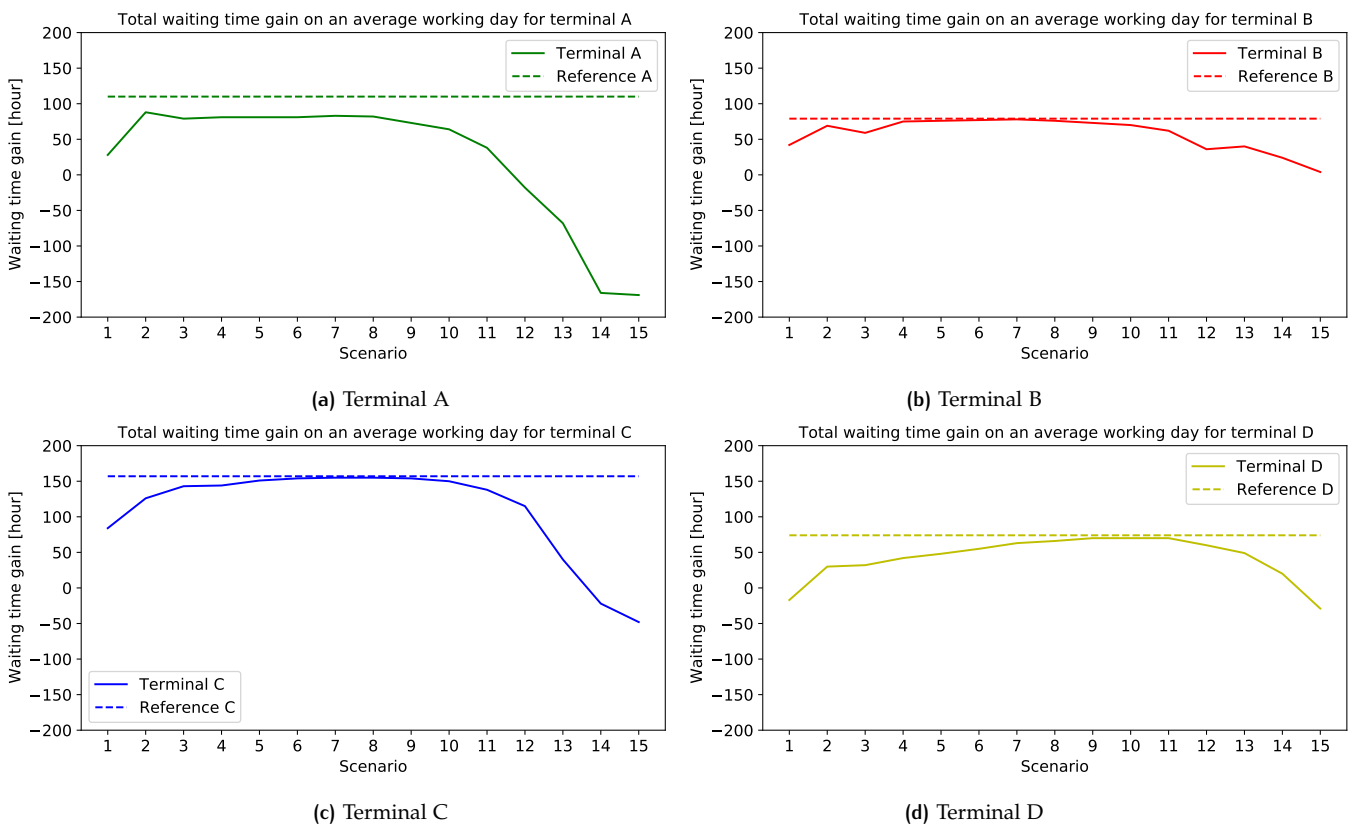 Total waiting time gain on an average working day for terminal A
Waiting time gain [hour]
200
150
100
50
0
−50
−100
−150
−200
Terminal A
Reference A
1 2 3 4 5 6 7 8 9 10 11 12 13 14 15
Scenario
(a) Terminal A
Total waiting time gain on an average working day for terminal B
Waiting time gain [hour]
200
150
100
50
0
−50
−100
−150
−200
Terminal B
Reference B
1 2 3 4 5 6 7 8 9 10 11 12 13 14 15
Scenario
(b) Terminal B
Total waiting time gain on an average working day for terminal C
Waiting time gain [hour]
200
150
100
50
0
−50
−100
−150
−200
Terminal C
Reference C
1 2 3 4 5 6 7 8 9 10 11 12 13 14 15
Scenario
(c) Terminal C
Total waiting time gain on an average working day for terminal D
Waiting time gain [hour]
200
150
100
50
0
−50
−100
−150
−200
Terminal D
Reference D
1 2 3 4 5 6 7 8 9 10 11 12 13 14 15
Scenario
(d) Terminal D